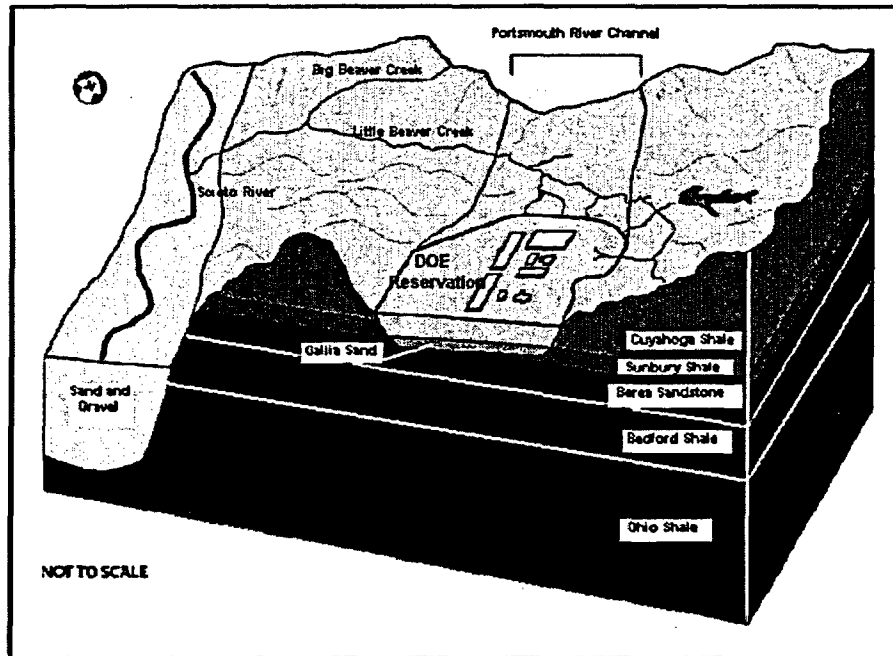 Portsmouth River Channel
Big Beaver Creek
Little Beaver Creek
Scioto River
DOE
Reservation
Gallia Sand
Cuyahoga Shale
Sunbury Shale
Berea Sandstone
Bedford Shale
Ohio Shale
Sand and
Gravel
NOT TO SCALE